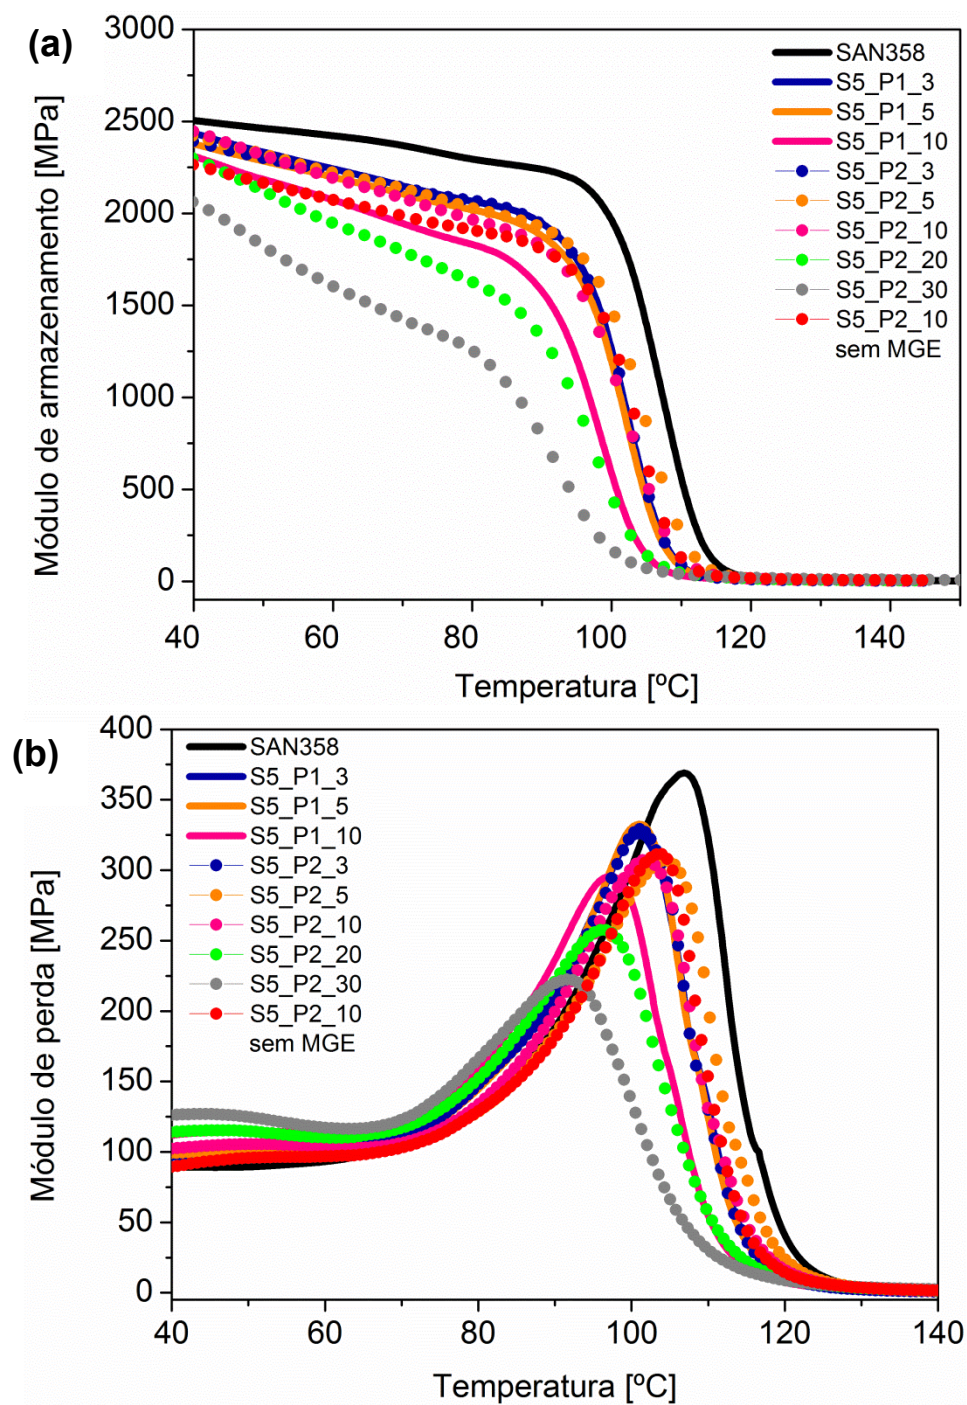 (a)
3000
2500
2000
1500
1000
500
0
Módulo de armazenamento [MPa]
SAN358
S5_P1_3
S5_P1_5
S5_P1_10
S5_P2_3
S5_P2_5
S5_P2_10
S5_P2_20
S5_P2_30
S5_P2_10
sem MGE
40 60 80 100 120 140
Temperatura [ºC]
(b)
400
350
300
250
200
150
100
50
0
Módulo de perda [MPa]
SAN358
S5_P1_3
S5_P1_5
S5_P1_10
S5_P2_3
S5_P2_5
S5_P2_10
S5_P2_20
S5_P2_30
S5_P2_10
sem MGE
40 60 80 100 120 140
Temperatura [ºC]